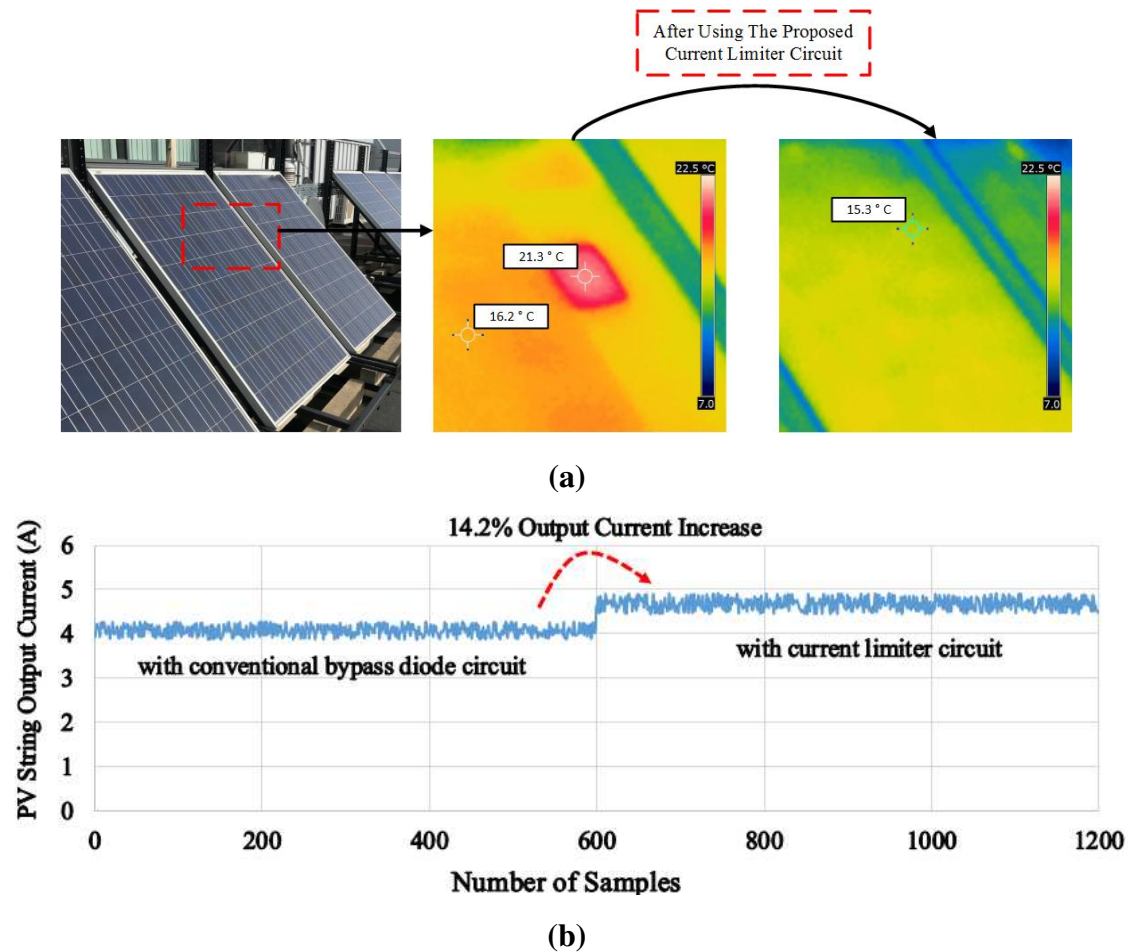 After Using The Proposed
Current Limiter Circuit
22.5 °C
22.5 °C
15.3 ° C
21.3 ° C
16.2 ° C
7.0
7.0
(a)
14.2% Output Current Increase
PV String Output Current (A)
6
5
4
3
2
1
0
with conventional bypass diode circuit
with current limiter circuit
0
200
400
600
800
1000
1200
Number of Samples
(b)